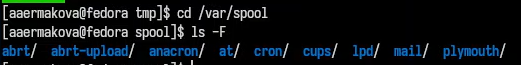 [aaermakova@fedora tmp]$ cd /var/spool
[aaermakova@fedora spool]$ ls -F
abrt/  abrt-upload/  anacron/  at/  cron/  cups/  lpd/  mail/  plymouth/